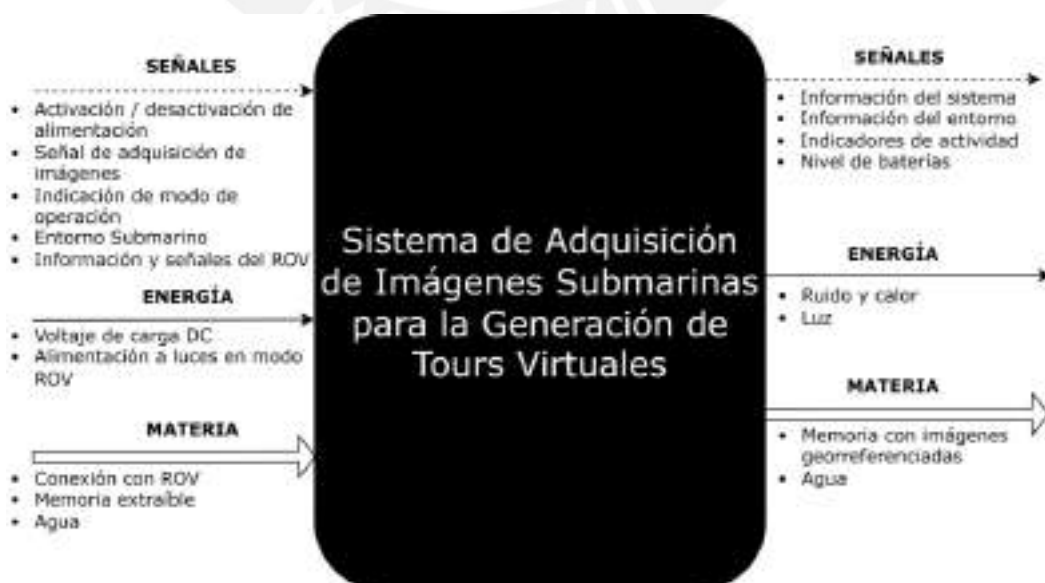 SEÑALES
• Activación / desactivación de
alimentación
• Señal de adquisición de
imágenes
• Indicación de modo de
operación
• Entorno Submarino
• Información y señales del ROV
ENERGÍA
• Voltaje de carga DC
• Alimentación a luces en modo
ROV
MATERIA
• Conexión con ROV
• Memoria extraíble
• Agua
Sistema de Adquisición
de Imágenes Submarinas
para la Generación de
Tours Virtuales
SEÑALES
• Información del sistema
• Información del entorno
• Indicadores de actividad
• Nivel de baterías
ENERGÍA
• Ruido y calor
• Luz
MATERIA
• Memoria con imágenes
georreferenciadas
• Agua